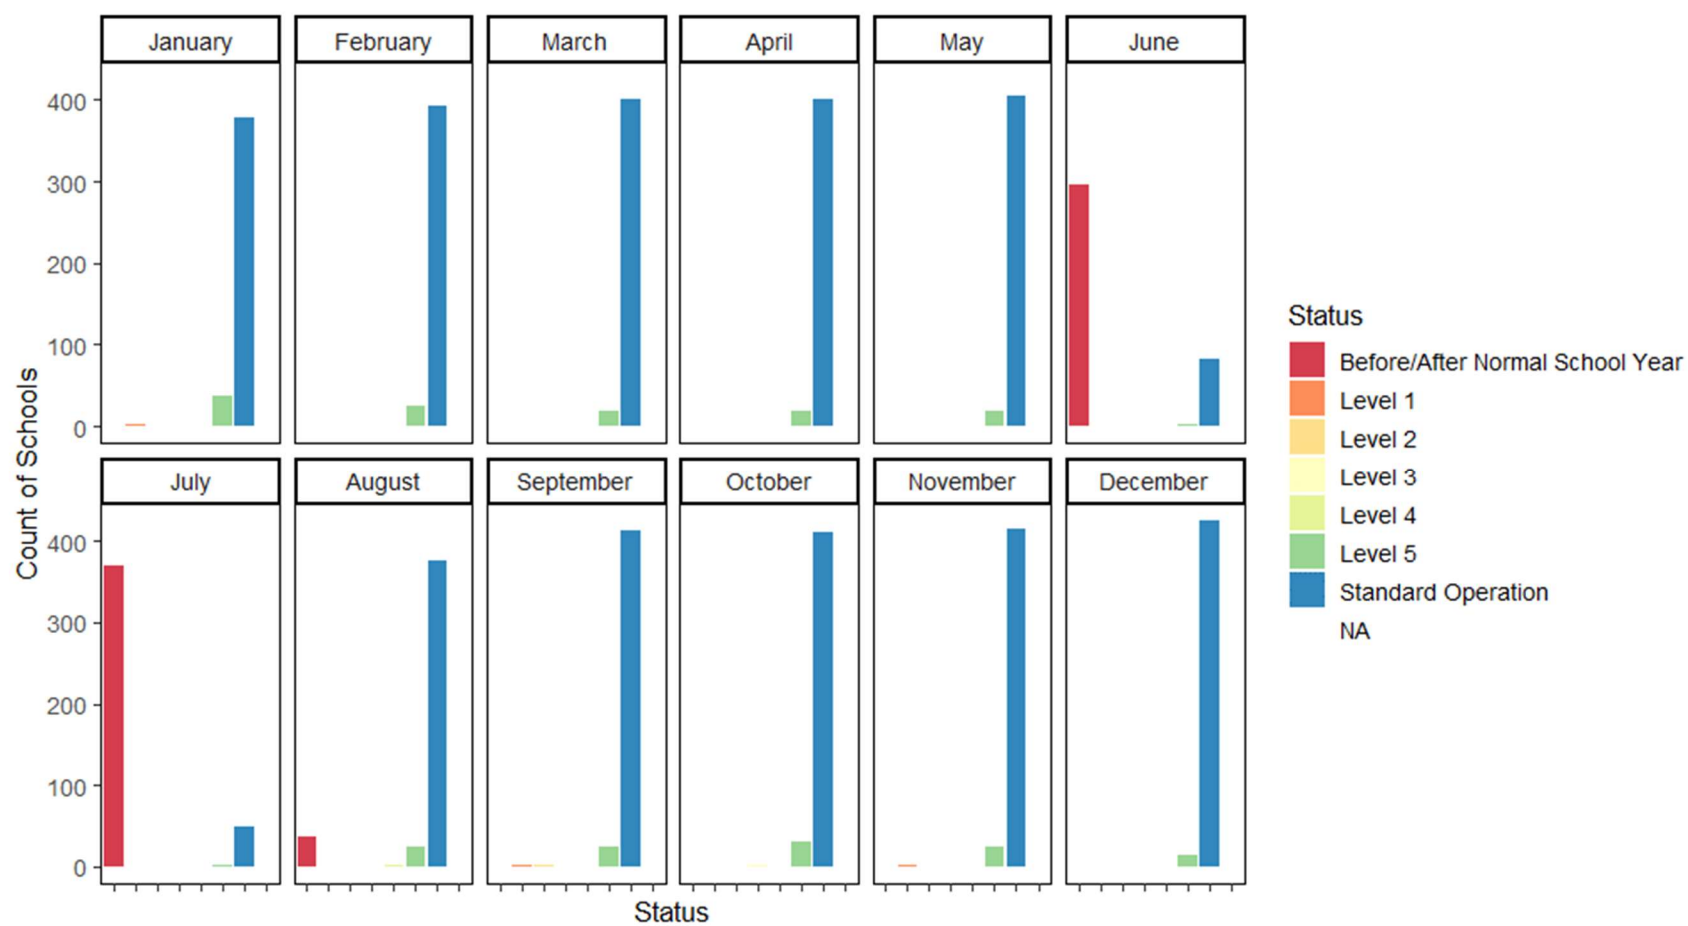 January February March April May June
400
300
200
100
0
July August September October November December
400
300
200
100
0
Count of Schools
Status
Status
Before/After Normal School Year
Level 1
Level 2
Level 3
Level 4
Level 5
Standard Operation
NA